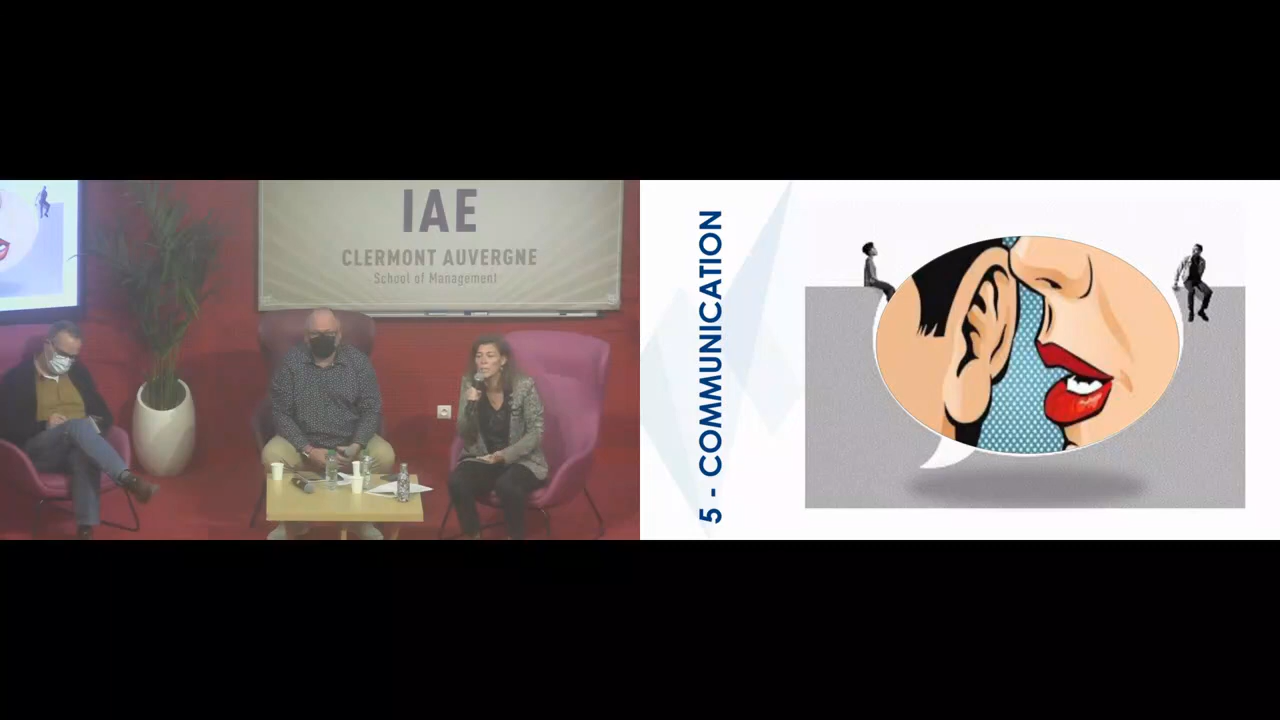 IAE
CLERMONT AUVERGNE
School of Management
5 - COMMUNICATION